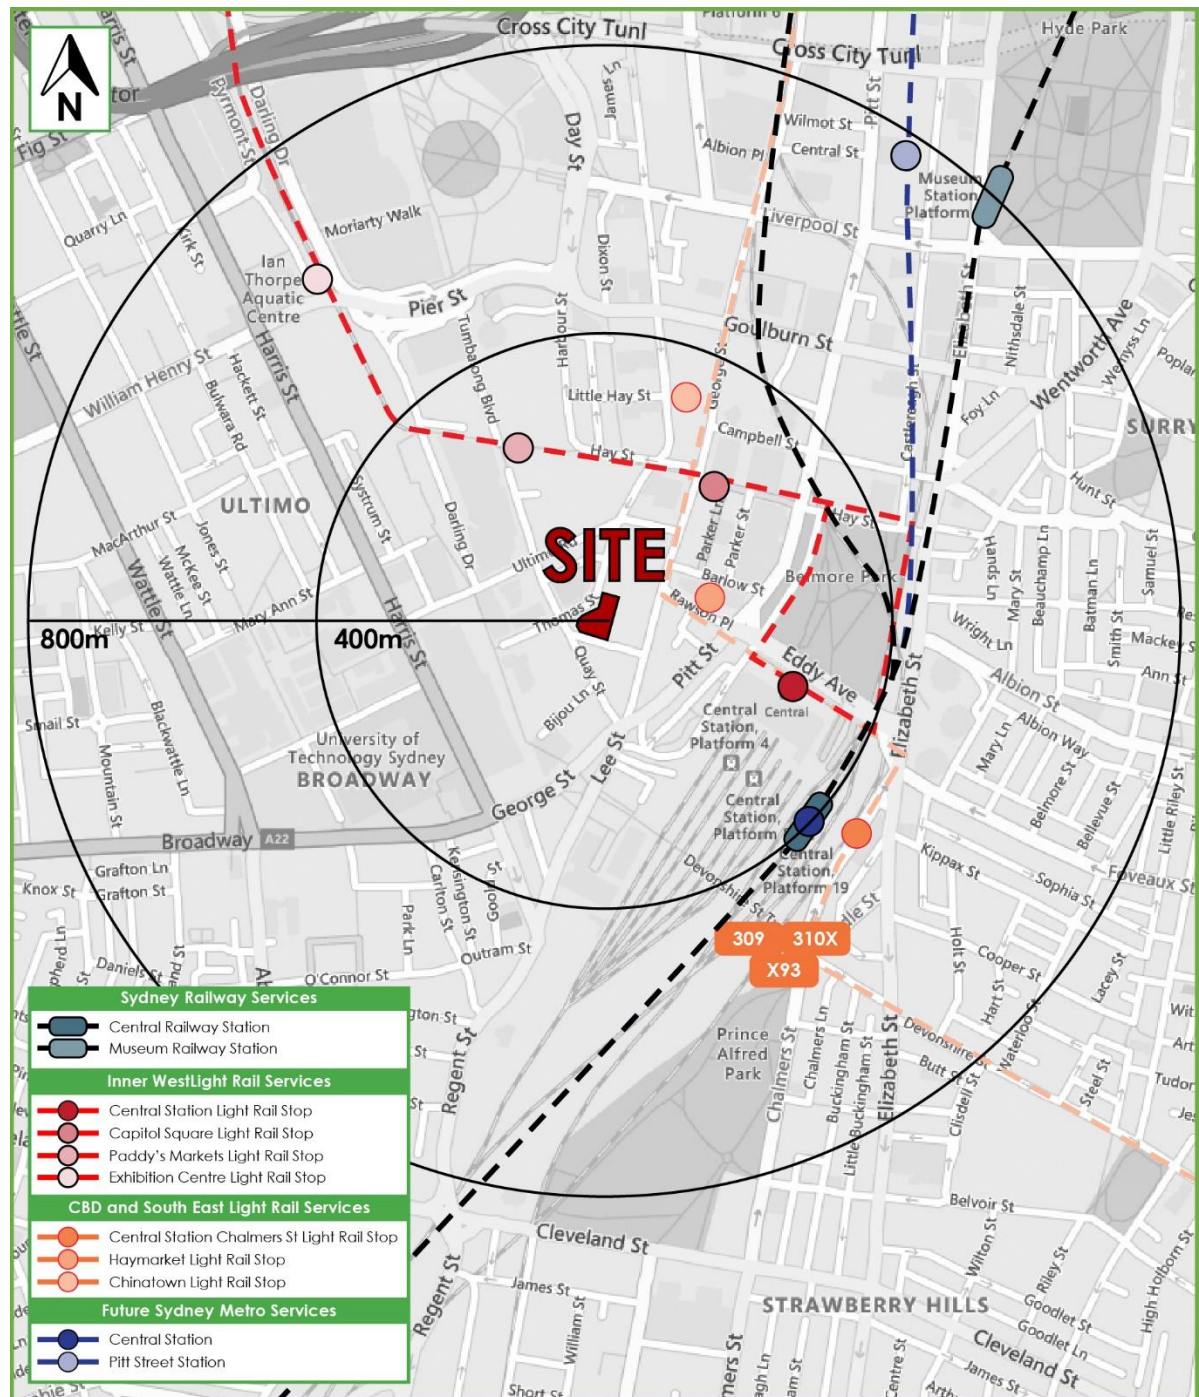 Platform 6
Hyde Park
Cross City Tunl
Cross City Tunl
Harris St
N
Fig St
Pyrmont St
Darling Dr
James Ln
Day St
Pitt St
Wilmot St
Albion Pl
Central St
Museum
Station,
Platform
Quarry Ln
Kirk St
Moriarty Walk
Dixon St
Liverpool St
Ian
Thorpe
Aquatic
Centre
Pier St
Harbour St
Goulburn St
Elizabeth St
Nithsdale St
Wentworth Ave
Wemyss Ln
Poplar
William Henry St
Hackett St
Bulwara Rd
Harris St
Tumbalong Blvd
Little Hay St
George St
Castlereagh St
Foy Ln
SURRY
Campbell St
Hay St
Hunt St
ULTIMO
Systrum St
Darling Dr
MacArthur St
Jones St
McKee St
Wattle Ln
Wattle St
Mary Ann St
Kelly St
Harris St
SITE
Thomas St
Parker Ln
Parker St
Barlow St
Rawson Pl
Hay St
Belmore Park
Hands Ln
Mary St
Beauchamp Ln
Batman Ln
Smith St
Samuel St
Mackey St
Ann St
Wright Ln
800m
400m
Quay St
Bijou Ln
Pitt St
Eddy Ave
Elizabeth St
Albion St
Albion Way
Mary Ln
Belmore St
Bellevue St
Little Riley St
Small St
Blackwattle Ln
Mountain St
University of
Technology Sydney
BROADWAY
Lee St
George St
Central
Station,
Platform 4
Central
Central
Station,
Platform
Central
Station,
Platform 19
Broadway
A22
Grafton Ln
Grafton St
Knox St
Kensington St
Carlton St
Goold St
Outram St
Park Ln
Daniels St
O'Connor St
Kippax St
Sophia St
Foveaux St
Holt St
Cooper St
Hart St
Lacey St
Waterloo St
309
310X
X93
Prince
Alfred
Park
Chalmers St
Chalmers Ln
Buckingham St
Little Buckingham St
Elizabeth St
Devonshire St
Butt St
Clisdell St
Steel St
Regent St
Belvoir St
Wilton St
Riley St
High Holborn St
Cleveland St
Regent St
James St
William St
STRAWBERRY HILLS
Goodlet St
Goodlet Ln
Cleveland St
James St
Short St
Sydney Railway Services
Central Railway Station
Museum Railway Station
Inner WestLight Rail Services
Central Station Light Rail Stop
Capitol Square Light Rail Stop
Paddy's Markets Light Rail Stop
Exhibition Centre Light Rail Stop
CBD and South East Light Rail Services
Central Station Chalmers St Light Rail Stop
Haymarket Light Rail Stop
Chinatown Light Rail Stop
Future Sydney Metro Services
Central Station
Pitt Street Station